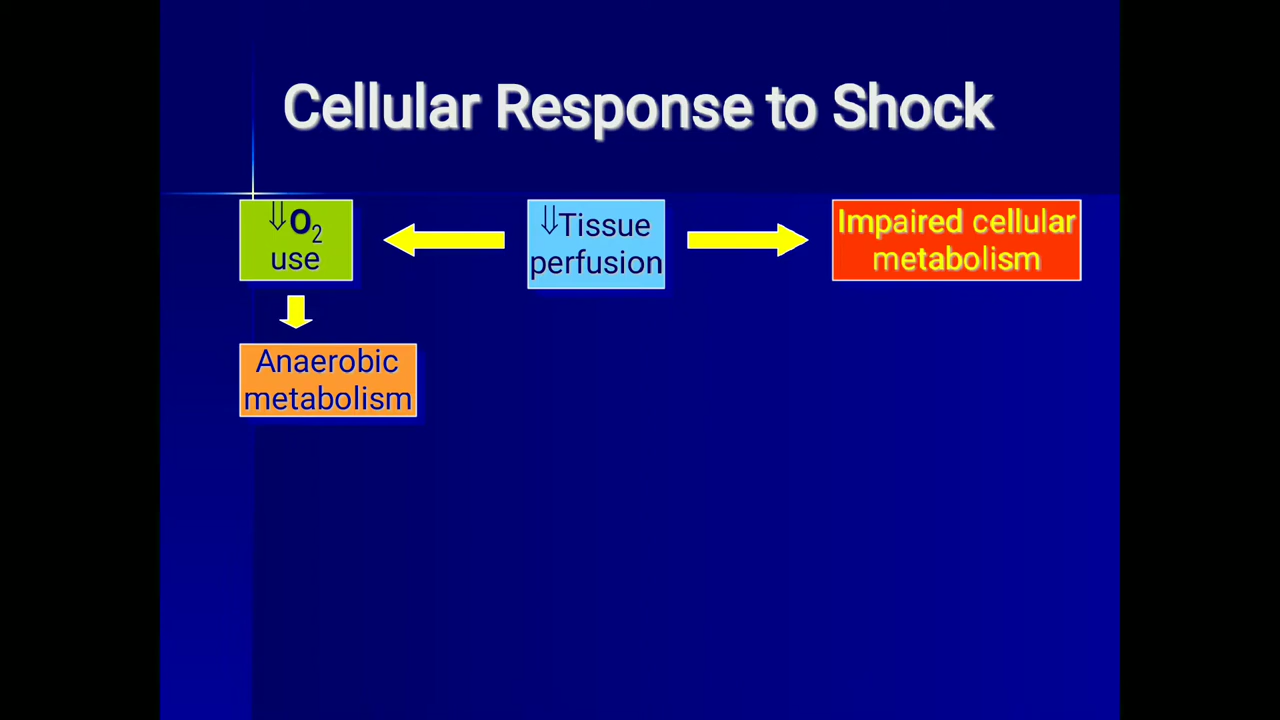 Cellular Response to Shock
⇓O₂
use
⇓Tissue
perfusion
Impaired cellular
metabolism
Anaerobic
metabolism